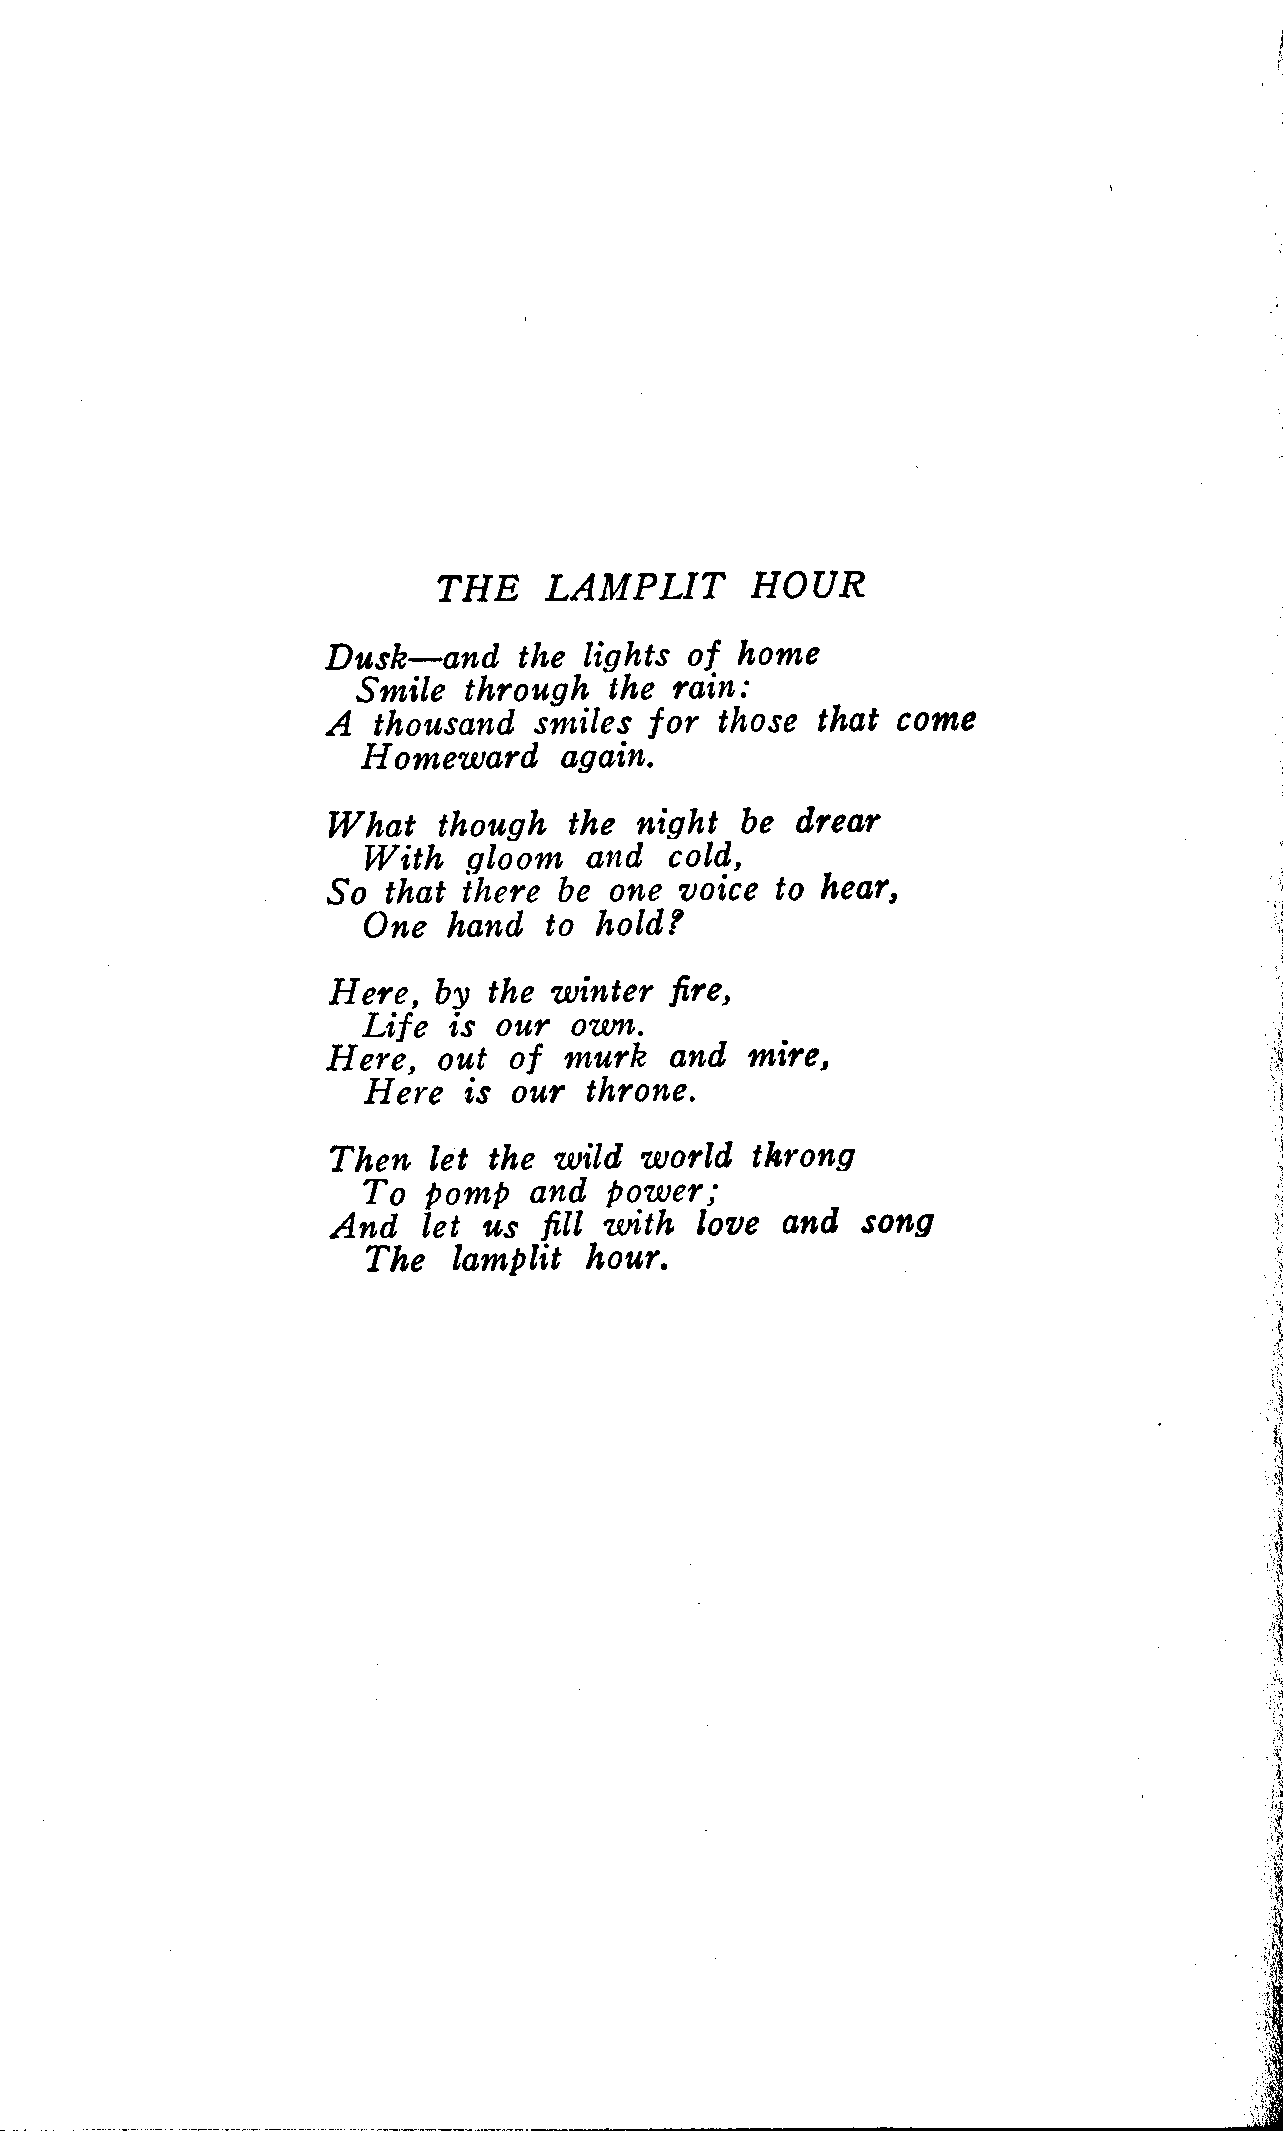 THE LAMPLIT HOUR
Dusk—and the lights of home
Smile through the rain:
A thousand smiles for those that come
Homeward again.
What though the night be drear
With gloom and cold,
So that there be one voice to hear,
One hand to hold?
Here, by the winter fire,
Life is our own.
Here, out of murk and mire,
Here is our throne.
Then let the wild world throng
To pomp and power;
And let us fill with love and song
The lamplit hour.